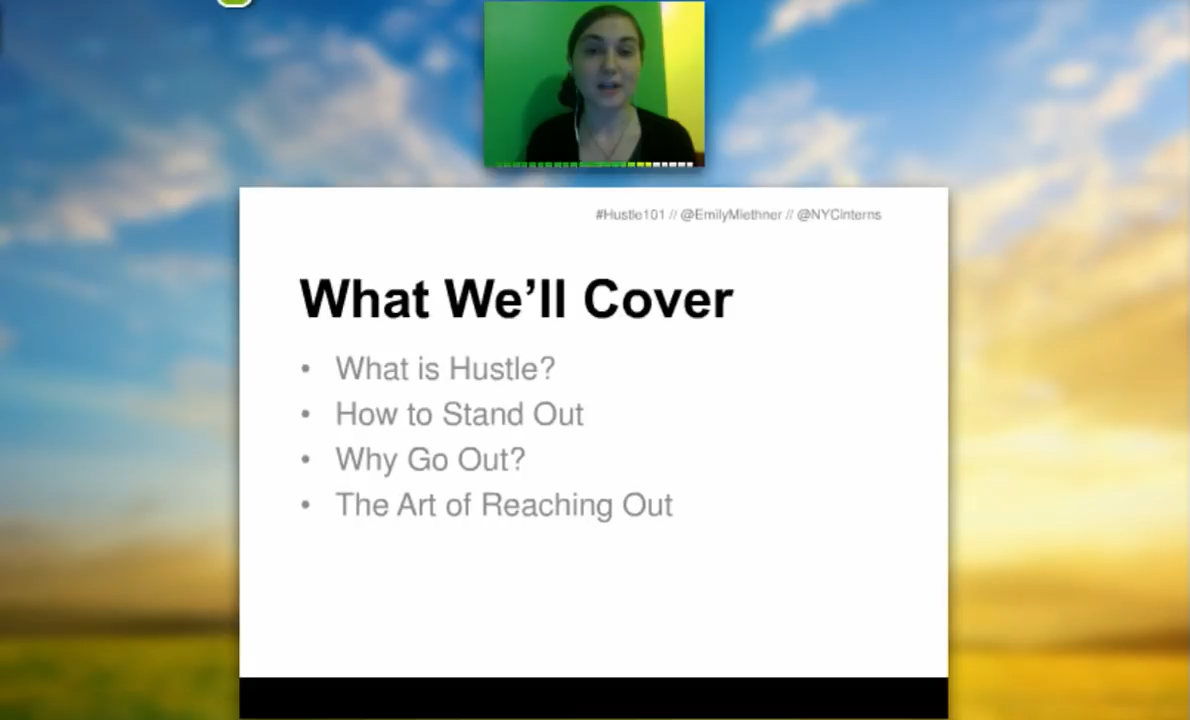 #Hustle101 // @EmilyMiethner // @NYCinterns
What We’ll Cover
• What is Hustle?
• How to Stand Out
• Why Go Out?
• The Art of Reaching Out